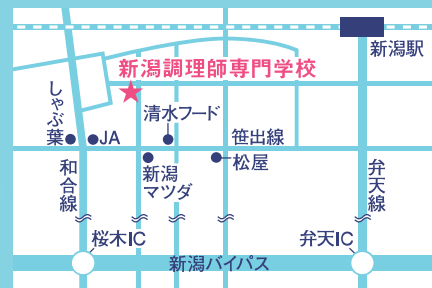 新潟駅
新潟調理師専門学校
しゃぶ葉
清水フード
JA
笹出線
松屋
新潟
マツダ
和合線
弁天線
桜木IC
弁天IC
新潟バイパス